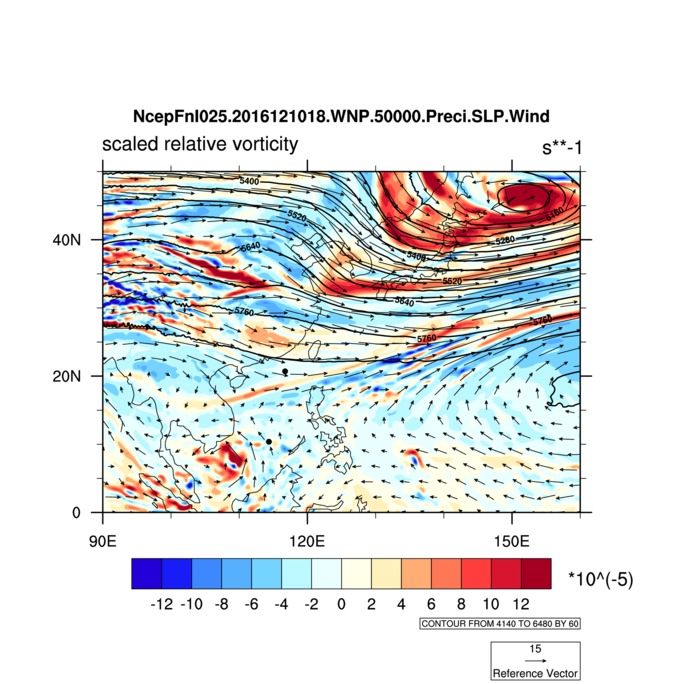 NcepFnl025.2016121018.WNP.50000.Preci.SLP.Wind
scaled relative vorticity s**-1
5400
5520
5160
5640
5280
40N
5400
5520
5640
5760
5760
5760
20N
0
90E 120E 150E
-12 -10 -8 -6 -4 -2 0 2 4 6 8 10 12
*10^(-5)
CONTOUR FROM 4140 TO 6480 BY 60
15
Reference Vector